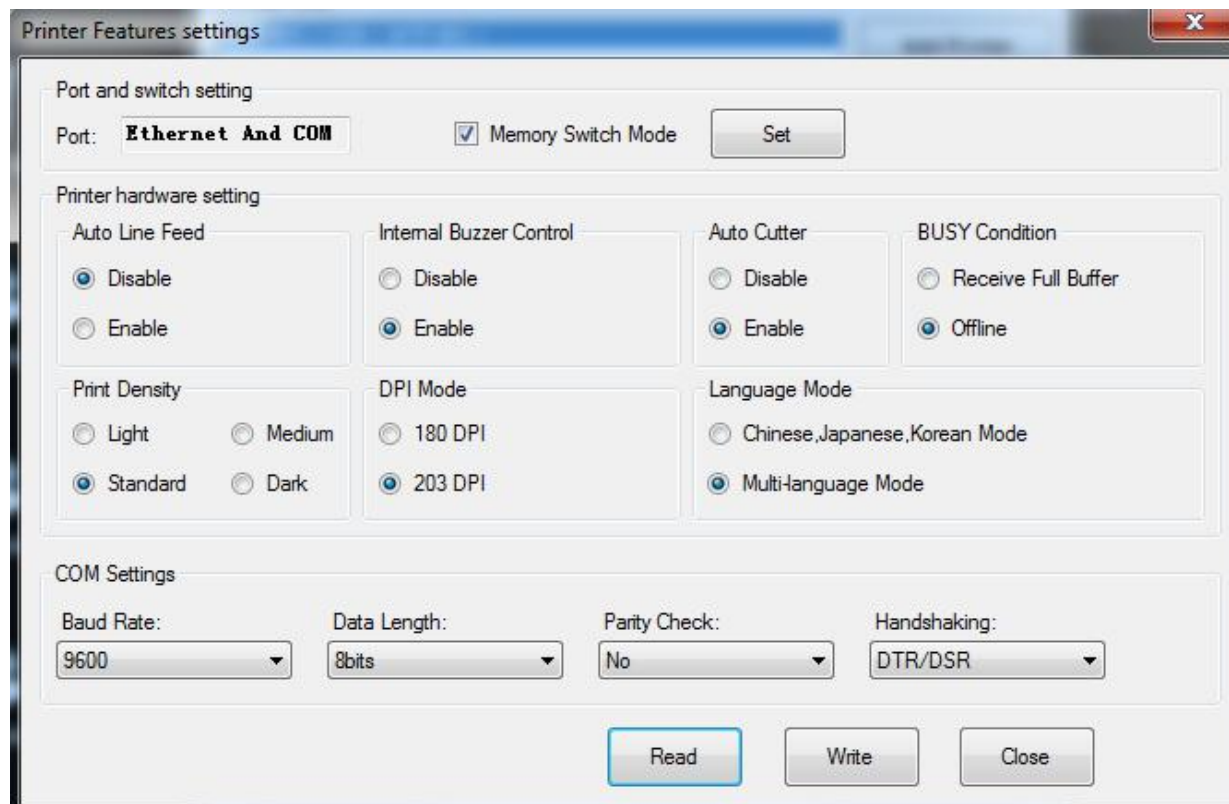 Printer Features settings
Port and switch setting
Port: Ethernet And COM Memory Switch Mode Set
Printer hardware setting
Auto Line Feed Internal Buzzer Control Auto Cutter BUSY Condition
Disable Disable Disable Receive Full Buffer
Enable Enable Enable Offline
Print Density DPI Mode Language Mode
Light Medium 180 DPI Chinese,Japanese,Korean Mode
Standard Dark 203 DPI Multi-language Mode
COM Settings
Baud Rate: Data Length: Parity Check: Handshaking:
9600 8bits No DTR/DSR
Read Write Close